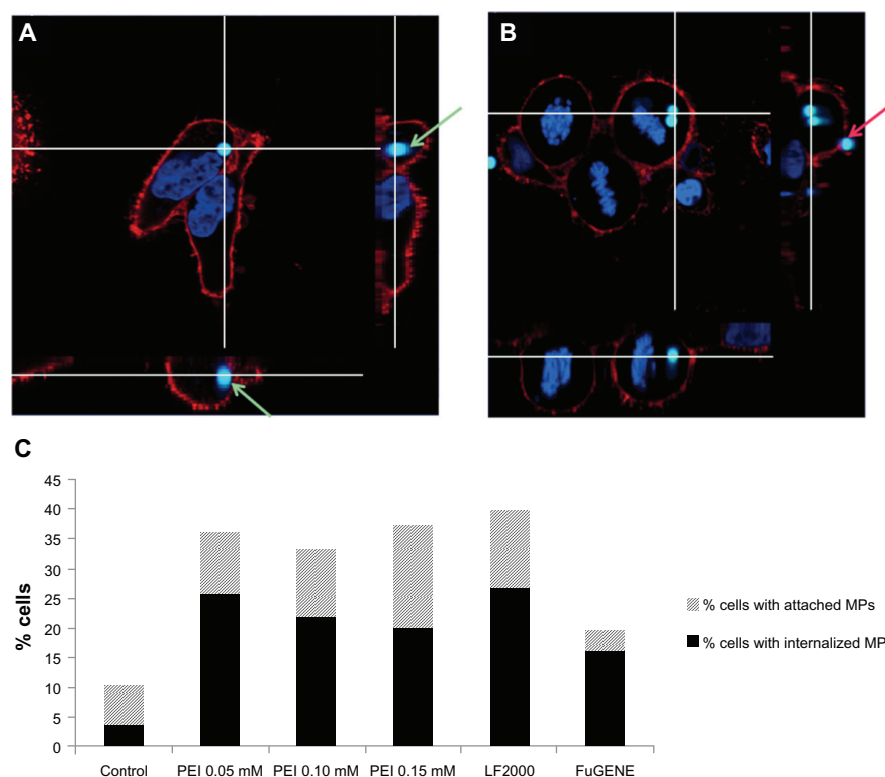 A
B
C
% cells
45
40
35
30
25
20
15
10
5
0
Control PEI 0.05 mM PEI 0.10 mM PEI 0.15 mM LF2000 FuGENE
% cells with attached MPs
% cells with internalized MP